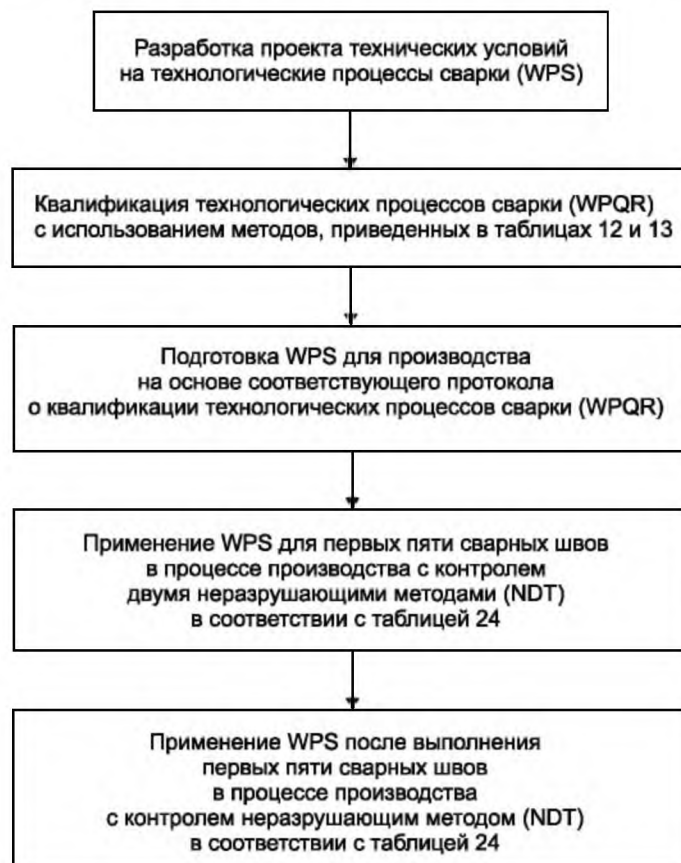 Разработка проекта технических условий
на технологические процессы сварки (WPS)
Квалификация технологических процессов сварки (WPQR)
с использованием методов, приведенных в таблицах 12 и 13
Подготовка WPS для производства
на основе соответствующего протокола
о квалификации технологических процессов сварки (WPQR)
Применение WPS для первых пяти сварных швов
в процессе производства с контролем
двумя неразрушающими методами (NDT)
в соответствии с таблицей 24
Применение WPS после выполнения
первых пяти сварных швов
в процессе производства
с контролем неразрушающим методом (NDT)
в соответствии с таблицей 24